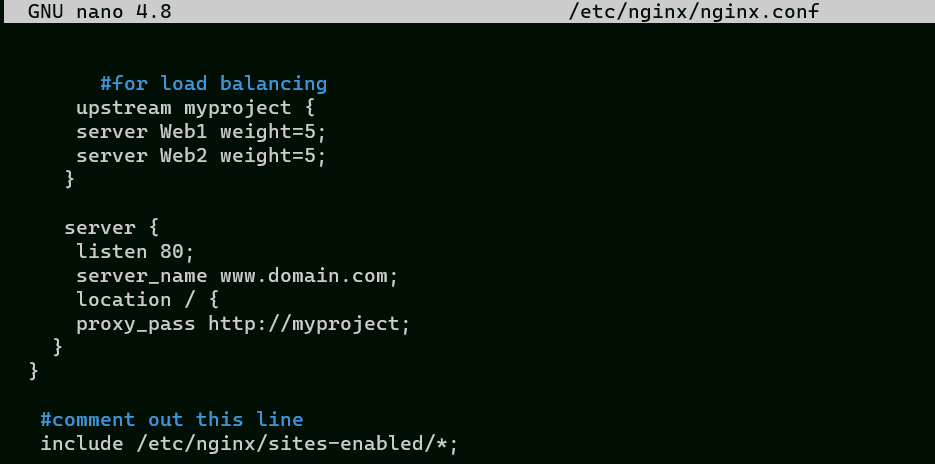 GNU nano 4.8 /etc/nginx/nginx.conf
#for load balancing
upstream myproject {
server Web1 weight=5;
server Web2 weight=5;
}
server {
listen 80;
server_name www.domain.com;
location / {
proxy_pass http://myproject;
}
}
#comment out this line
include /etc/nginx/sites-enabled/*;